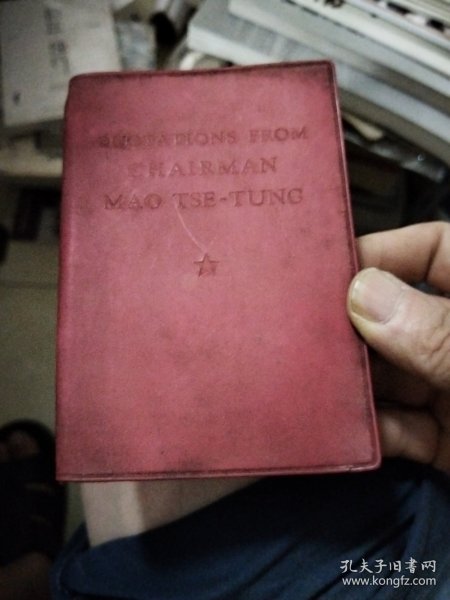 QUOTATIONS FROM
CHAIRMAN
MAO TSE-TUNG
孔夫子旧书网
www.kongfz.com